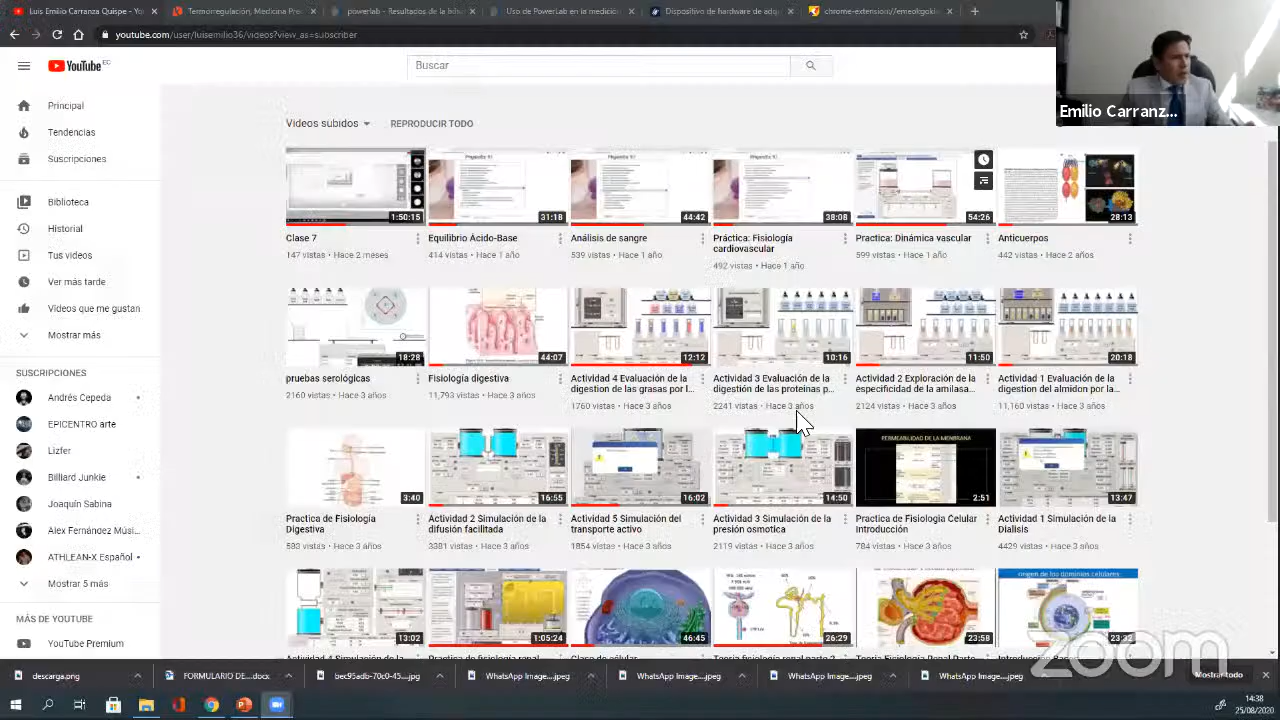 Luis Emilio Carranza Quipe - Yo
Termorregulación, Medicina Pre
powerlab - Resultados de la bús
Uso de PowerLab en la medició
Dispositivo de hardware de adq
chrome-extension://
youtube.com/user/luisemilio36/videos?view_as=subscriber
YouTube EC
Buscar
Emilio Carranz...
Principal
Tendencias
Suscripciones
Biblioteca
Historial
Tus videos
Ver más tarde
Videos que me gustan
Mostrar más
SUSCRIPCIONES
Andrés Cepeda
EPICENTRO arte
Lizfer
Joaquín Sabina
Alex Fernández Músi...
ATHLEAN-X Español
Mostrar 5 más
MÁS DE YOUTUBE
YouTube Premium
Videos subidos
REPRODUCIR TODO
1:50:15
31:18
44:42
38:08
54:26
28:13
Clase 7
147 vistas • Hace 2 meses
Equilibrio Ácido-Base
414 vistas • Hace 1 año
Análisis de sangre
539 vistas • Hace 1 año
Práctica: Fisiología
cardiovascular
492 vistas • Hace 1 año
Practica: Dinámica vascular
599 vistas • Hace 1 año
Anticuerpos
442 vistas • Hace 2 años
18:28
44:07
12:12
10:16
11:50
20:18
pruebas serológicas
2160 vistas • Hace 3 años
Fisiología digestiva
11,793 vistas • Hace 3 años
Actividad 4 Evaluación de la
digestion de las grasas por l...
1760 vistas • Hace 3 años
Actividad 3 Evaluación de la
digestión de las proteínas p...
2241 vistas • Hace 3 años
Actividad 2 Exploración de la
especificidad de la amilasa...
2124 vistas • Hace 3 años
Actividad 1 Evaluación de la
digestion del almidon por la...
11,160 vistas • Hace 3 años
PERMEABILIDAD DE LA MEMBRANA
3:40
16:55
16:02
14:50
2:51
13:47
Practica de Fisiología
Digestiva
583 vistas • Hace 3 años
Actividad 2 Simulación de la
difusión facilitada
3381 vistas • Hace 3 años
Actividad 5 Simulación del
transporte activo
1854 vistas • Hace 3 años
Actividad 3 Simulación de la
presión osmotica
2119 vistas • Hace 3 años
Practica de Fisiologia Celular
Introducción
784 vistas • Hace 3 años
Actividad 1 Simulación de la
Dialisis
4429 vistas • Hace 3 años
origen de los dominios celulares
13:02
1:05:24
46:45
26:29
23:58
23:32
zoom
descarga.jpg
FORMULARIO DE....docx
WhatsApp Image....jpeg
WhatsApp Image....jpeg
WhatsApp Image....jpeg
WhatsApp Image....jpeg
Mostrar todo
14:38
25/08/2020